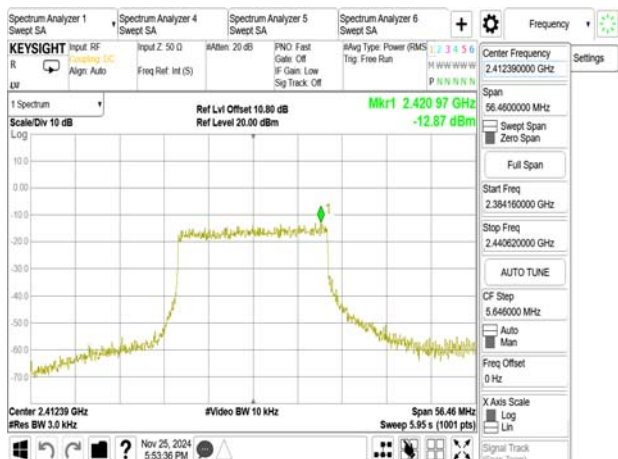 Spectrum Analyzer 1
Swept SA
Spectrum Analyzer 4
Swept SA
Spectrum Analyzer 5
Swept SA
Spectrum Analyzer 6
Swept SA
+
Frequency
KEYSIGHT
R
Input: RF
Coupling: DC
Align: Auto
Input Z: 50 Ω
Freq Ref: Int (S)
#Atten: 20 dB
PNO: Fast
Gate: Off
IF Gain: Low
Sig Track: Off
#Avg Type: Power (RMS
Trig: Free Run
1 2 3 4 5 6
M W W W W W
P N N N N N
1 Spectrum
Scale/Div 10 dB
Log
Ref Lvl Offset 10.80 dB
Ref Level 20.00 dBm
Mkr1 2.420 97 GHz
-12.87 dBm
10.0
0.00
-10.0
-20.0
-30.0
-40.0
-50.0
-60.0
-70.0
1
Center 2.41239 GHz
#Res BW 3.0 kHz
#Video BW 10 kHz
Span 56.46 MHz
Sweep 5.95 s (1001 pts)
Nov 25, 2024
5:53:36 PM
?
Center Frequency
2.412390000 GHz
Settings
Span
56.4600000 MHz
Swept Span
Zero Span
Full Span
Start Freq
2.384160000 GHz
Stop Freq
2.440620000 GHz
AUTO TUNE
CF Step
5.646000 MHz
Auto
Man
Freq Offset
0 Hz
X Axis Scale
Log
Lin
Signal Track